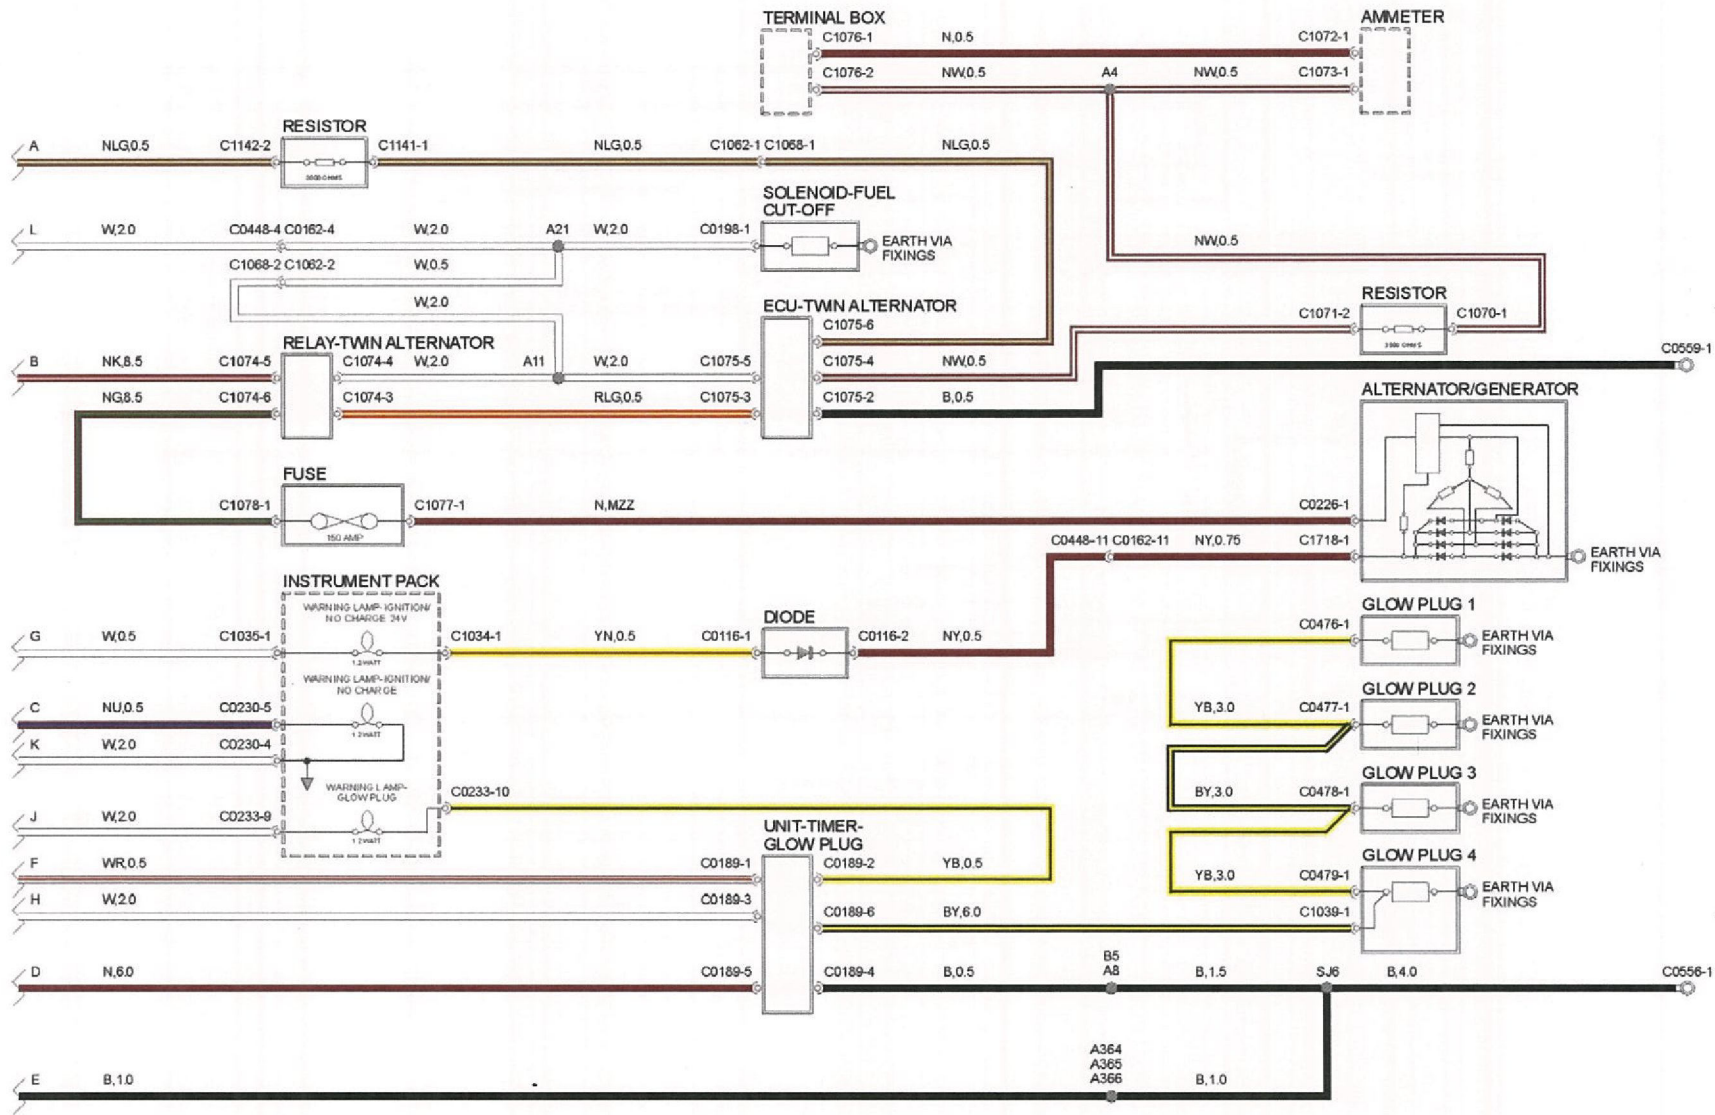 TERMINAL BOX
AMMETER
C1076-1 N,0.5 C1072-1
C1076-2 NW,0.5 A4 NW,0.5 C1073-1
RESISTOR
A NLG,0.5 C1142-2 C1141-1 NLG,0.5 C1062-1 C1068-1 NLG,0.5
SOLENOID-FUEL
CUT-OFF
L W,2.0 C0448-4 C0162-4 W,2.0 A21 W,2.0 C0198-1
EARTH VIA
FIXINGS
NW,0.5
C1068-2 C1062-2 W,0.5
W,2.0
RESISTOR
C1071-2 C1070-1
ECU-TWIN ALTERNATOR
C1075-6
RELAY-TWIN ALTERNATOR
B NK,8.5 C1074-5 C1074-4 W,2.0 A11 W,2.0 C1075-5 C1075-4 NW,0.5
C0559-1
NG,8.5 C1074-6 C1074-3 RLG,0.5 C1075-3 C1075-2 B,0.5
ALTERNATOR/GENERATOR
FUSE
C1078-1 C1077-1 N,MZZ C0226-1
150 AMP
C0448-11 C0162-11 NY,0.75 C1718-1
EARTH VIA
FIXINGS
INSTRUMENT PACK
WARNING LAMP-IGNITION/
NO CHARGE 24V
G W,0.5 C1035-1 C1034-1 YN,0.5 C0116-1
1.2WATT
DIODE
C0116-2 NY,0.5
GLOW PLUG 1
C0476-1
EARTH VIA
FIXINGS
WARNING LAMP-IGNITION/
NO CHARGE
C NU,0.5 C0230-5
1.2WATT
K W,2.0 C0230-4
GLOW PLUG 2
YB,3.0 C0477-1
EARTH VIA
FIXINGS
WARNING LAMP-
GLOW PLUG
C0233-10
J W,2.0 C0233-9
1.2WATT
GLOW PLUG 3
BY,3.0 C0478-1
EARTH VIA
FIXINGS
UNIT-TIMER-
GLOW PLUG
F WR,0.5 C0189-1 C0189-2 YB,0.5
GLOW PLUG 4
YB,3.0 C0479-1
EARTH VIA
FIXINGS
H W,2.0 C0189-3
C0189-6 BY,6.0 C1039-1
B5
D N,6.0 C0189-5 C0189-4 B,0.5 A8 B,1.5 SJ6 B,4.0 C0556-1
A364
A365
E B,1.0 A366 B,1.0